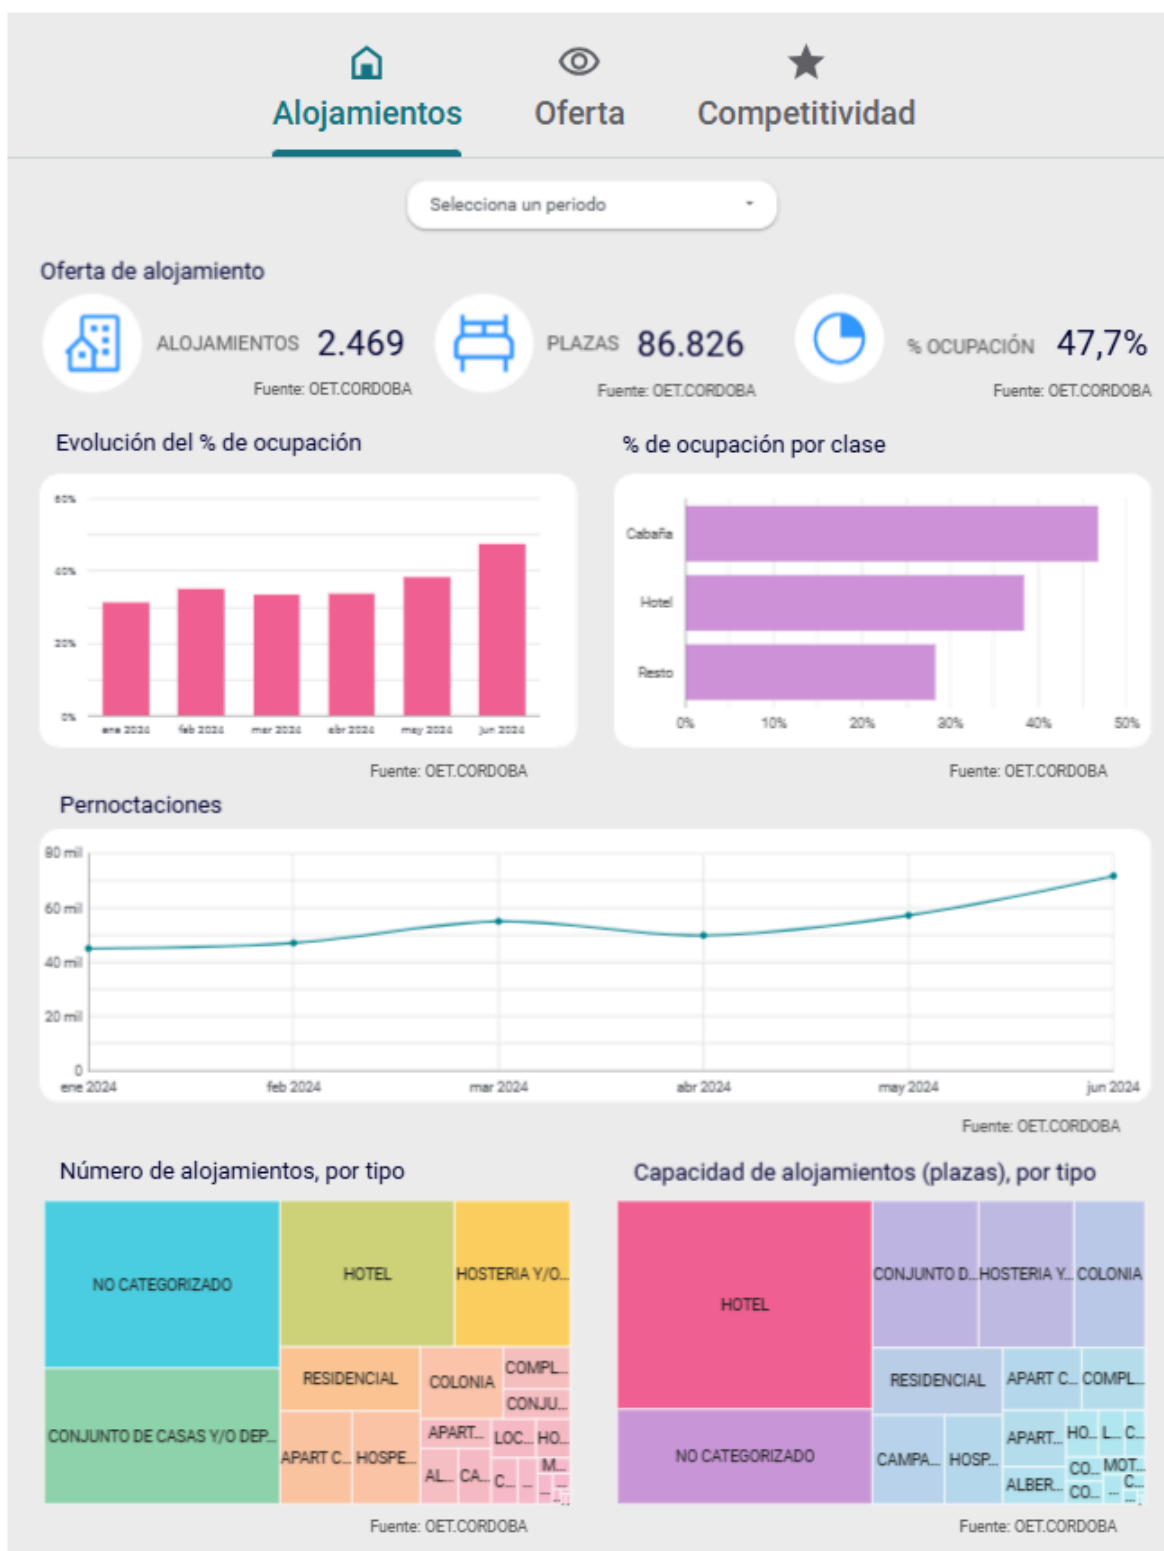 Alojamientos
Oferta
Competitividad
Selecciona un periodo
Oferta de alojamiento
ALOJAMIENTOS 2.469
Fuente: OET.CORDOBA
PLAZAS 86.826
Fuente: OET.CORDOBA
% OCUPACIÓN 47,7%
Fuente: OET.CORDOBA
Evolución del % de ocupación
60%
40%
20%
0%
ene 2024 feb 2024 mar 2024 abr 2024 may 2024 jun 2024
Fuente: OET.CORDOBA
% de ocupación por clase
Cabaña
Hotel
Resto
0% 10% 20% 30% 40% 50%
Fuente: OET.CORDOBA
Pernoctaciones
80 mil
60 mil
40 mil
20 mil
0
ene 2024 feb 2024 mar 2024 abr 2024 may 2024 jun 2024
Fuente: OET.CORDOBA
Número de alojamientos, por tipo
NO CATEGORIZADO
HOTEL
HOSTERIA Y/O...
CONJUNTO DE CASAS Y/O DEP...
RESIDENCIAL
COLONIA
COMPL...
CONJU...
APART C...
HOSPE...
APART...
LOC...
HO...
AL...
CA...
C...
...
M...
...
...
Fuente: OET.CORDOBA
Capacidad de alojamientos (plazas), por tipo
HOTEL
CONJUNTO D...
HOSTERIA Y...
COLONIA
NO CATEGORIZADO
RESIDENCIAL
APART C...
COMPL...
CAMPA...
HOSP...
APART...
HO...
L...
C...
ALBER...
CO...
MOT...
CO...
...
C...
...
Fuente: OET.CORDOBA